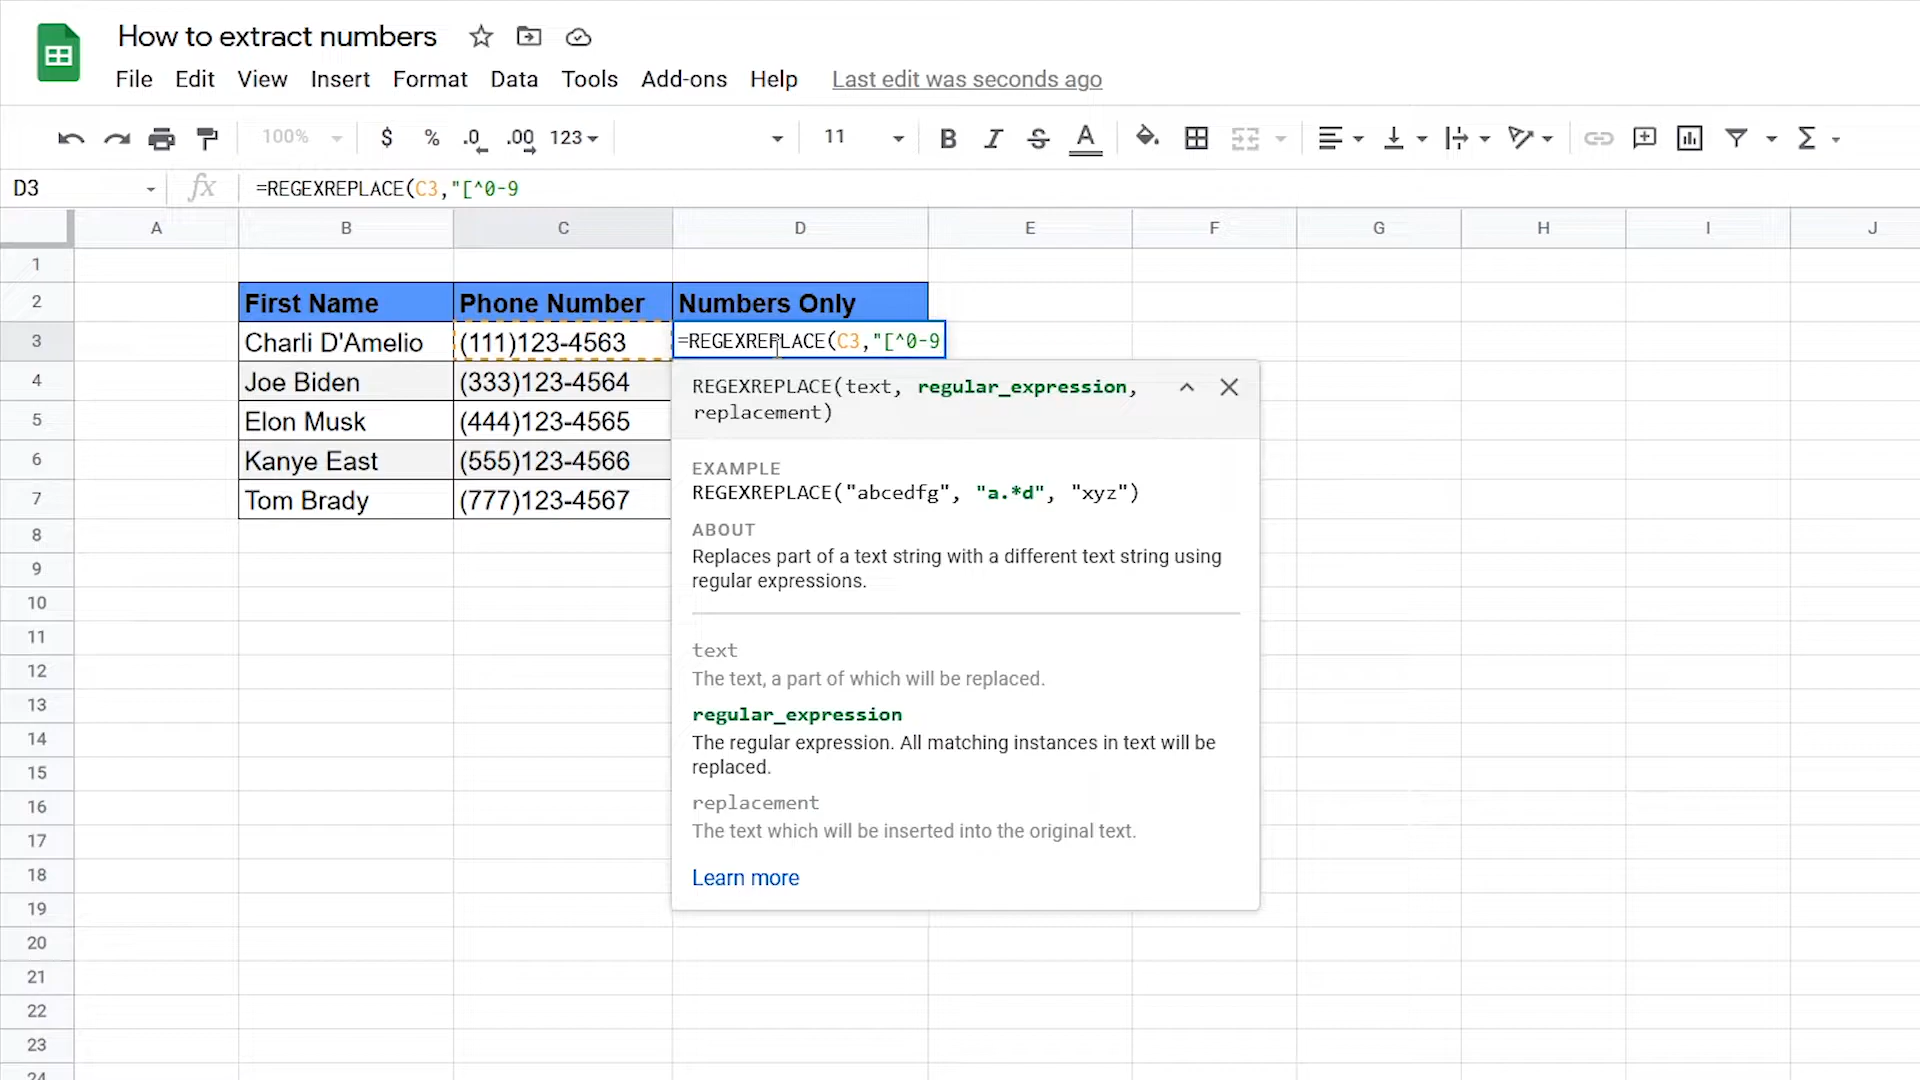 How to extract numbers
File Edit View Insert Format Data Tools Add-ons Help Last edit was seconds ago
100% $ % .0 .00 123 11 B I S A Σ
D3 fx =REGEXREPLACE(C3,"[^0-9
A B C D E F G H I J
1
2 First Name Phone Number Numbers Only
3 Charli D'Amelio (111)123-4563 =REGEXREPLACE(C3,"[^0-9
4 Joe Biden (333)123-4564
5 Elon Musk (444)123-4565
6 Kanye East (555)123-4566
7 Tom Brady (777)123-4567
REGEXREPLACE(text, regular_expression,
replacement)
EXAMPLE
REGEXREPLACE("abcedfg", "a.*d", "xyz")
ABOUT
Replaces part of a text string with a different text string using
regular expressions.
text
The text, a part of which will be replaced.
regular_expression
The regular expression. All matching instances in text will be
replaced.
replacement
The text which will be inserted into the original text.
Learn more
8
9
10
11
12
13
14
15
16
17
18
19
20
21
22
23
24